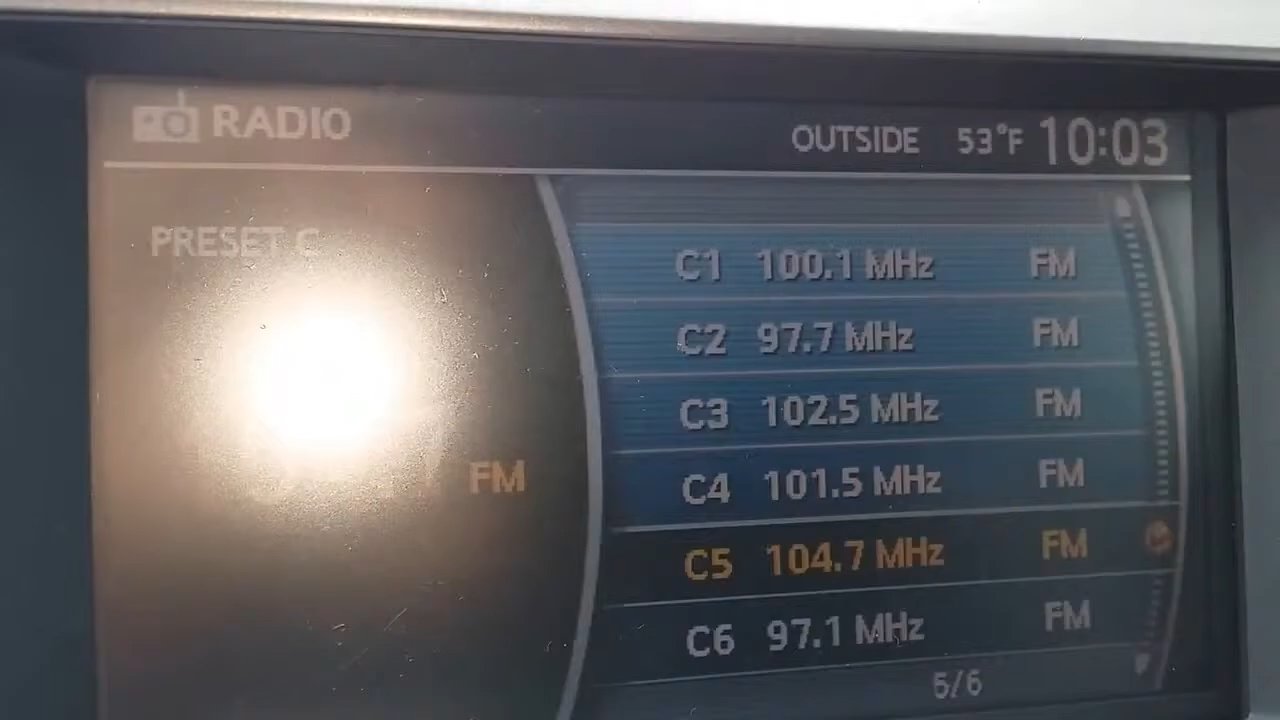 RADIO
OUTSIDE 53°F 10:03
PRESET C
C1 100.1 MHz FM
C2 97.7 MHz FM
C3 102.5 MHz FM
C4 101.5 MHz FM
FM
C5 104.7 MHz FM
C6 97.1 MHz FM
5/6